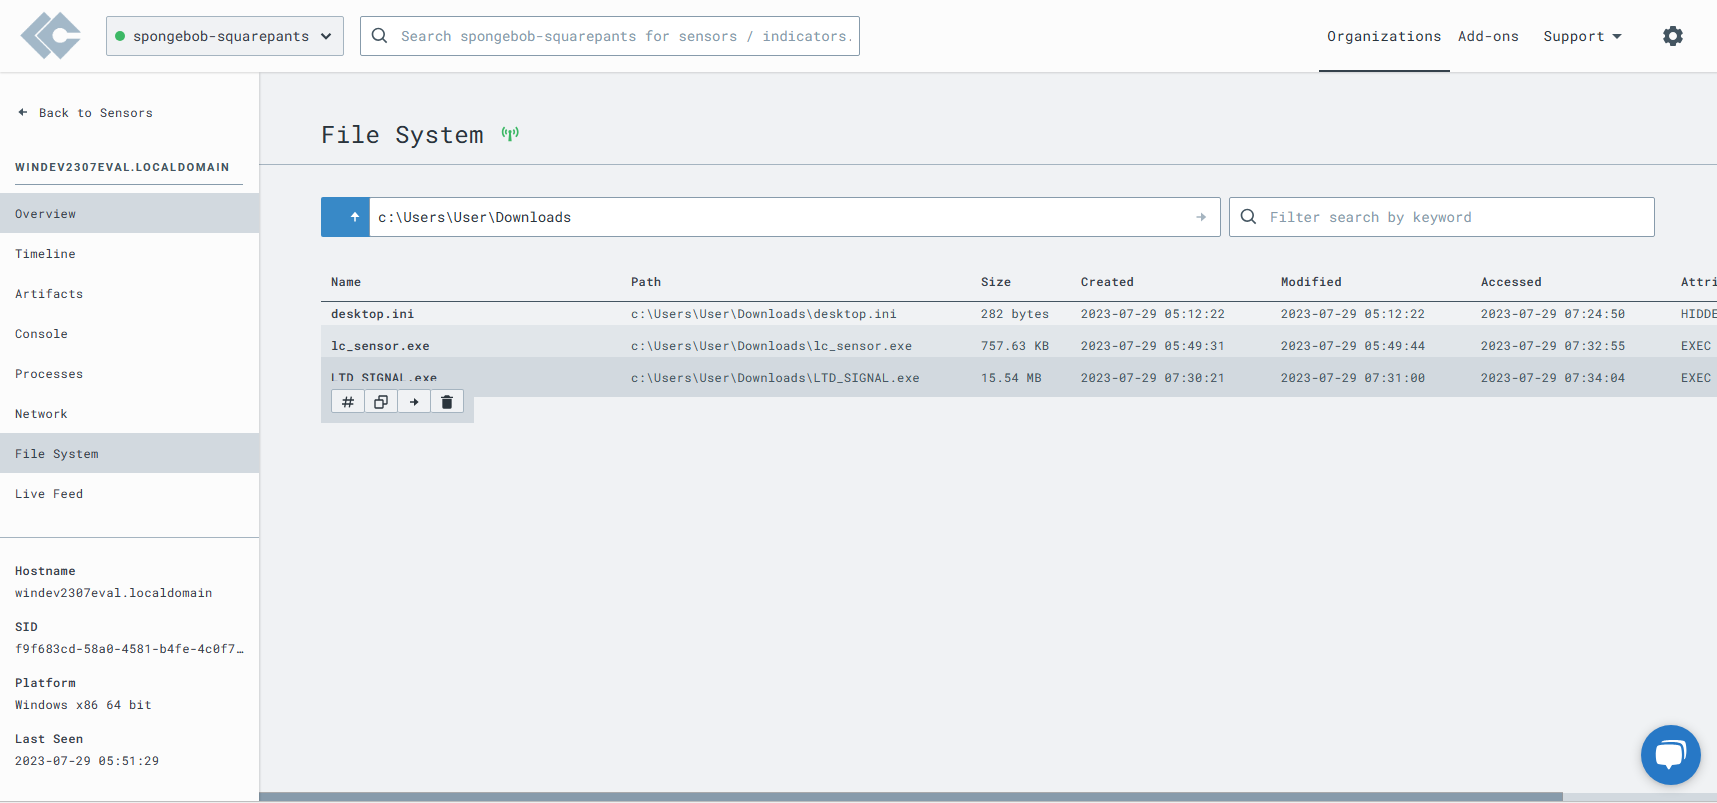 spongebob-squarepants
Search spongebob-squarepants for sensors / indicators.
Organizations
Add-ons
Support
Back to Sensors
WINDEV2307EVAL.LOCALDOMAIN
Overview
Timeline
Artifacts
Console
Processes
Network
File System
Live Feed
Hostname
windev2307eval.localdomain
SID
f9f683cd-58a0-4581-b4fe-4c0f7…
Platform
Windows x86 64 bit
Last Seen
2023-07-29 05:51:29
File System
c:\Users\User\Downloads
Filter search by keyword
Name Path Size Created Modified Accessed Attri
desktop.ini c:\Users\User\Downloads\desktop.ini 282 bytes 2023-07-29 05:12:22 2023-07-29 05:12:22 2023-07-29 07:24:50 HIDDE
lc_sensor.exe c:\Users\User\Downloads\lc_sensor.exe 757.63 KB 2023-07-29 05:49:31 2023-07-29 05:49:44 2023-07-29 07:32:55 EXEC
LTD_SIGNAL.exe c:\Users\User\Downloads\LTD_SIGNAL.exe 15.54 MB 2023-07-29 07:30:21 2023-07-29 07:31:00 2023-07-29 07:34:04 EXEC
#